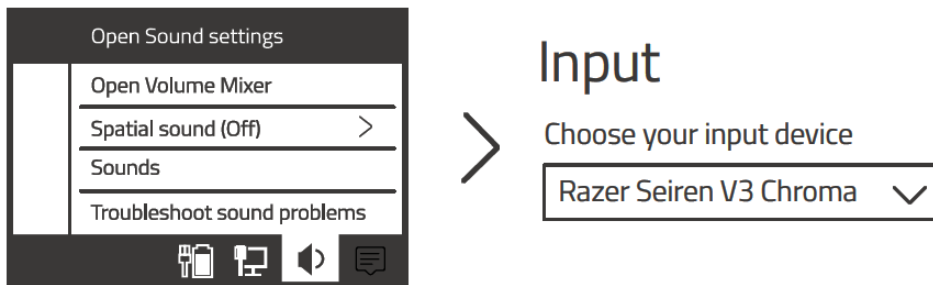 Open Sound settings
Open Volume Mixer
Spatial sound (Off)
Sounds
Troubleshoot sound problems
Input
Choose your input device
Razer Seiren V3 Chroma